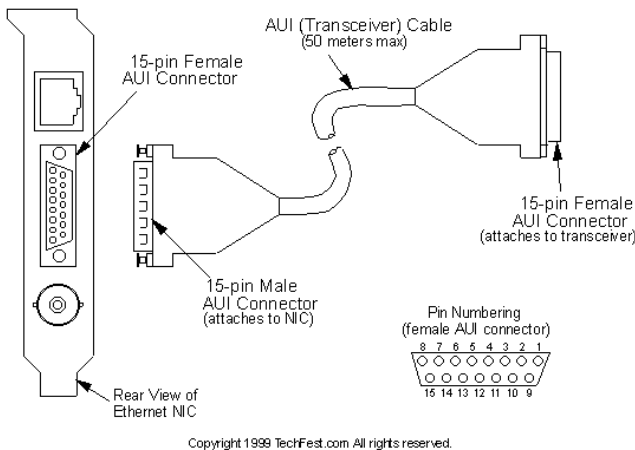 AUI (Transceiver) Cable
(50 meters max)
15-pin Female
AUI Connector
15-pin Female
AUI Connector
(attaches to transceiver)
15-pin Male
AUI Connector
(attaches to NIC)
Pin Numbering
(female AUI connector)
8 7 6 5 4 3 2 1
15 14 13 12 11 10 9
Rear View of
Ethernet NIC
Copyright 1999 TechFest.com All rights reserved.